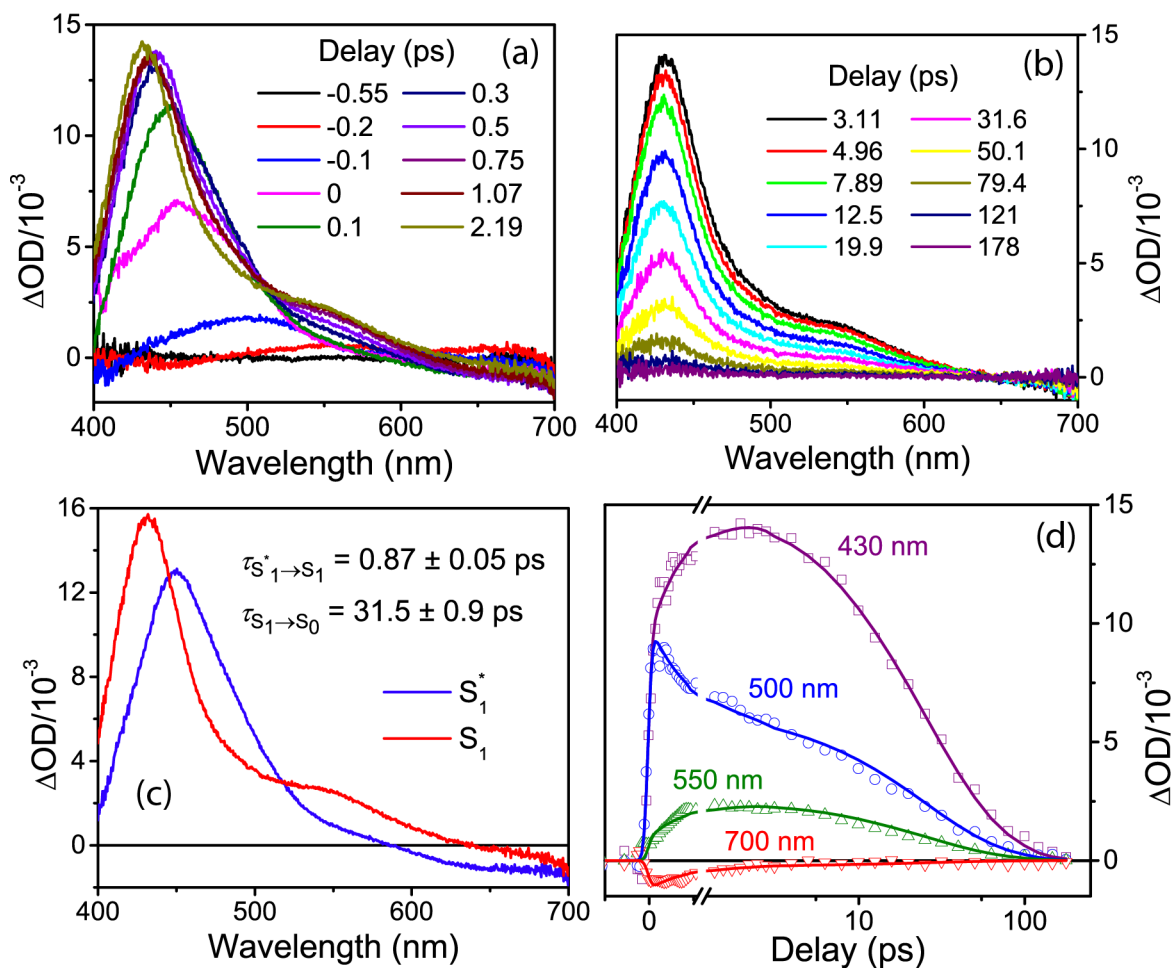 15
10
5
0
ΔOD/10⁻³
(a)
Delay (ps)
-0.55 0.3
-0.2 0.5
-0.1 0.75
0 1.07
0.1 2.19
400 500 600 700
Wavelength (nm)
(b)
Delay (ps)
3.11 31.6
4.96 50.1
7.89 79.4
12.5 121
19.9 178
15
10
5
0
ΔOD/10⁻³
400 500 600 700
Wavelength (nm)
16
12
8
4
0
ΔOD/10⁻³
τS*₁→S₁ = 0.87 ± 0.05 ps
τS₁→S₀ = 31.5 ± 0.9 ps
S*₁
S₁
(c)
400 500 600 700
Wavelength (nm)
(d)
430 nm
500 nm
550 nm
700 nm
15
10
5
0
ΔOD/10⁻³
0 10 100
Delay (ps)